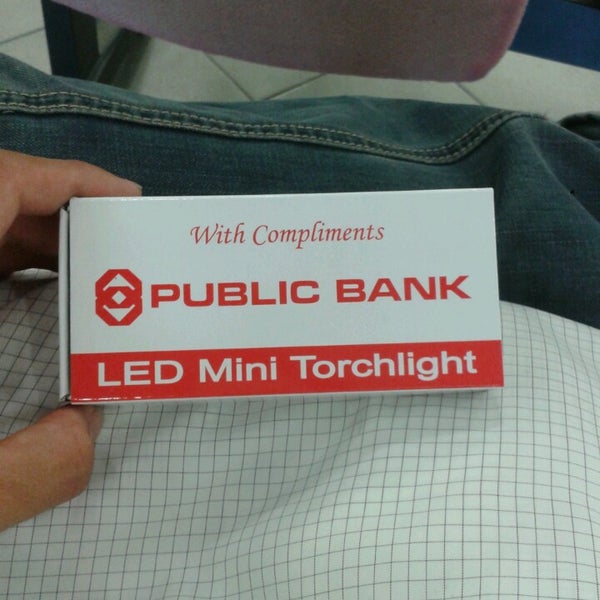 With Compliments
PUBLIC BANK
LED Mini Torchlight